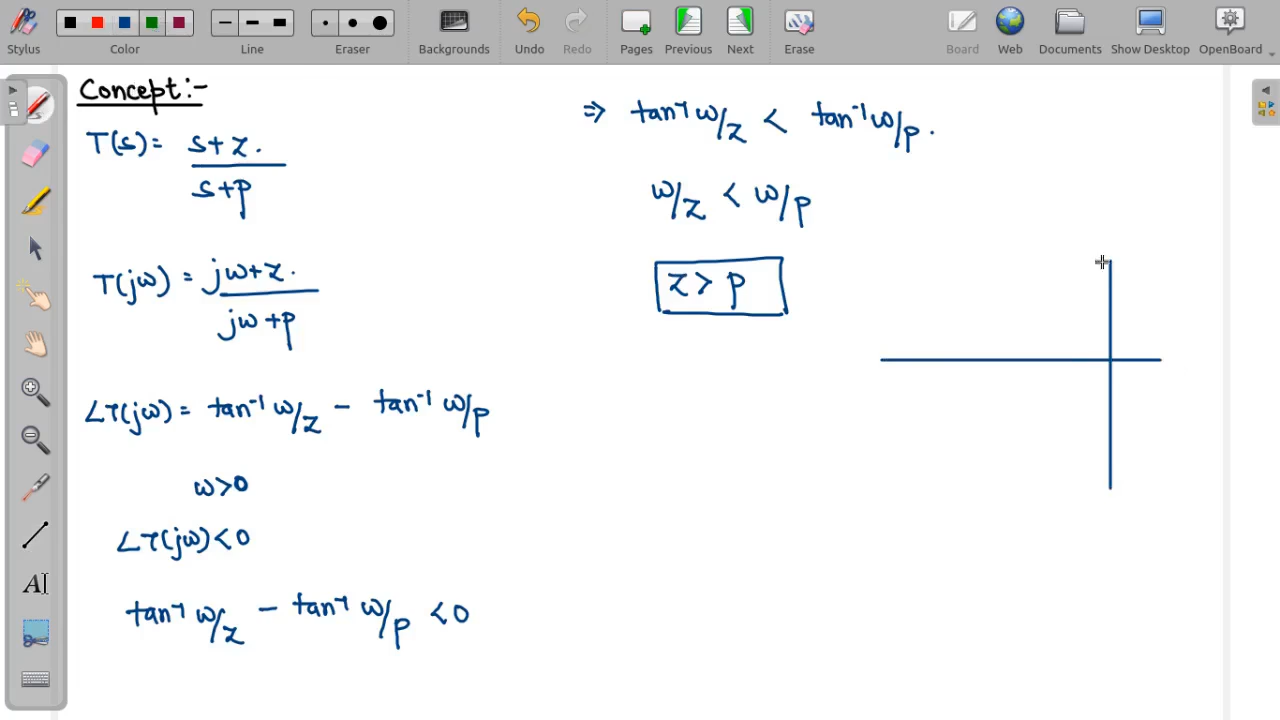 Stylus Color Line Eraser Backgrounds Undo Redo Pages Previous Next Erase Board Web Documents Show Desktop OpenBoard
Concept:-
T(s) = s+z.
s+p
T(jω) = jω+z.
jω+p
∠T(jω) = tan⁻¹ ω/z - tan⁻¹ ω/p
ω>0
∠T(jω)<0
tan⁻¹ ω/z - tan⁻¹ ω/p <0
⇒ tan⁻¹ ω/z < tan⁻¹ ω/p.
ω/z < ω/p
z > p
AI